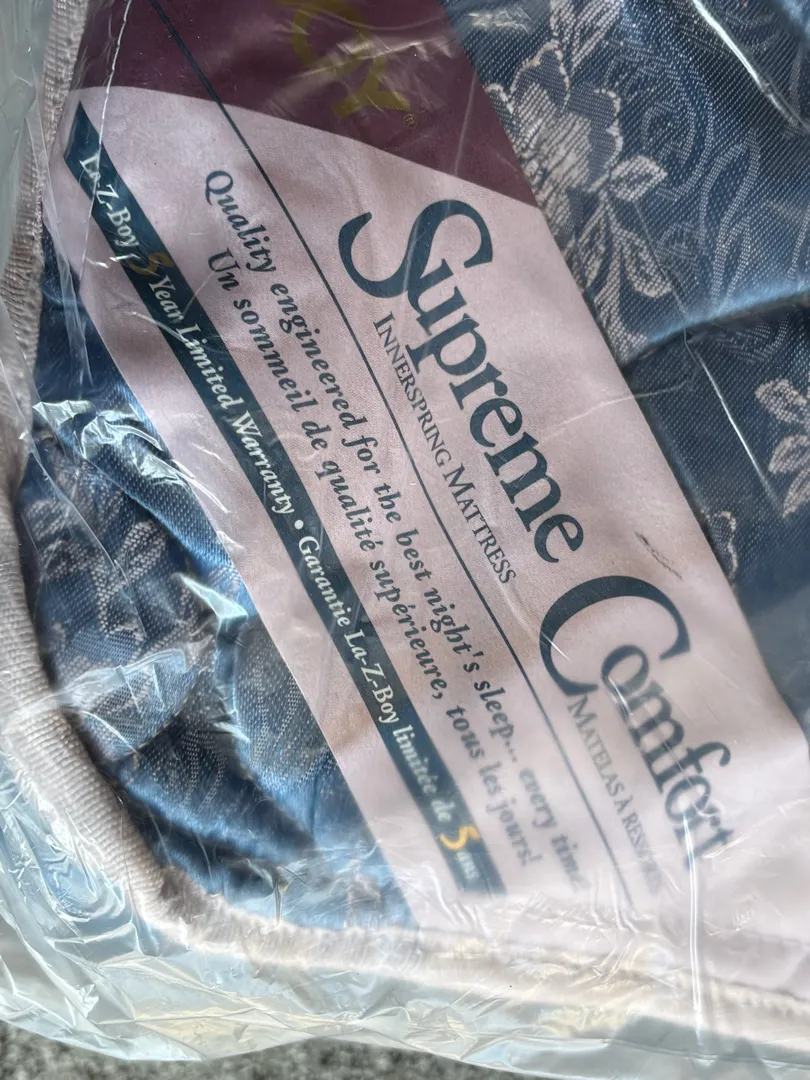 OY®
Supreme Comfort
INNERSPRING MATTRESS
MATELAS À RESSORTS
Quality engineered for the best night's sleep... every time
Un sommeil de qualité supérieure, tous les jours!
La-Z-Boy 5 Year Limited Warranty • Garantie La-Z-Boy limitée de 5 ans